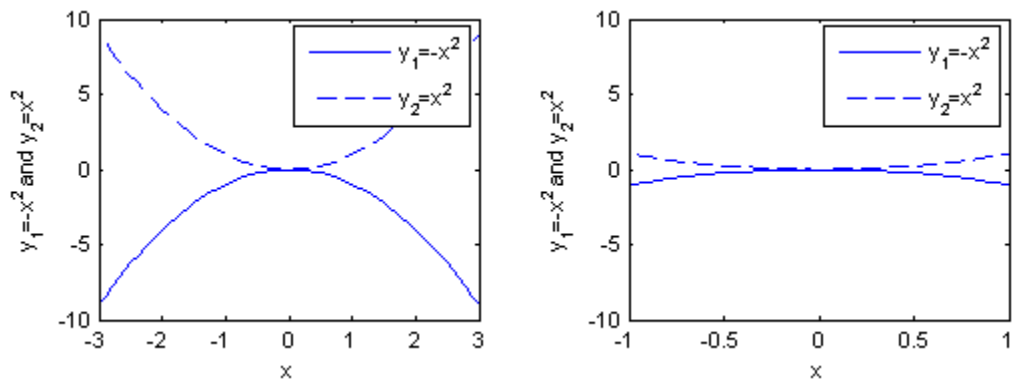 10
5
0
-5
-10
y₁=-x² and y₂=x²
y₁=-x²
y₂=x²
-3 -2 -1 0 1 2 3
x
10
5
0
-5
-10
y₁=-x² and y₂=x²
y₁=-x²
y₂=x²
-1 -0.5 0 0.5 1
x